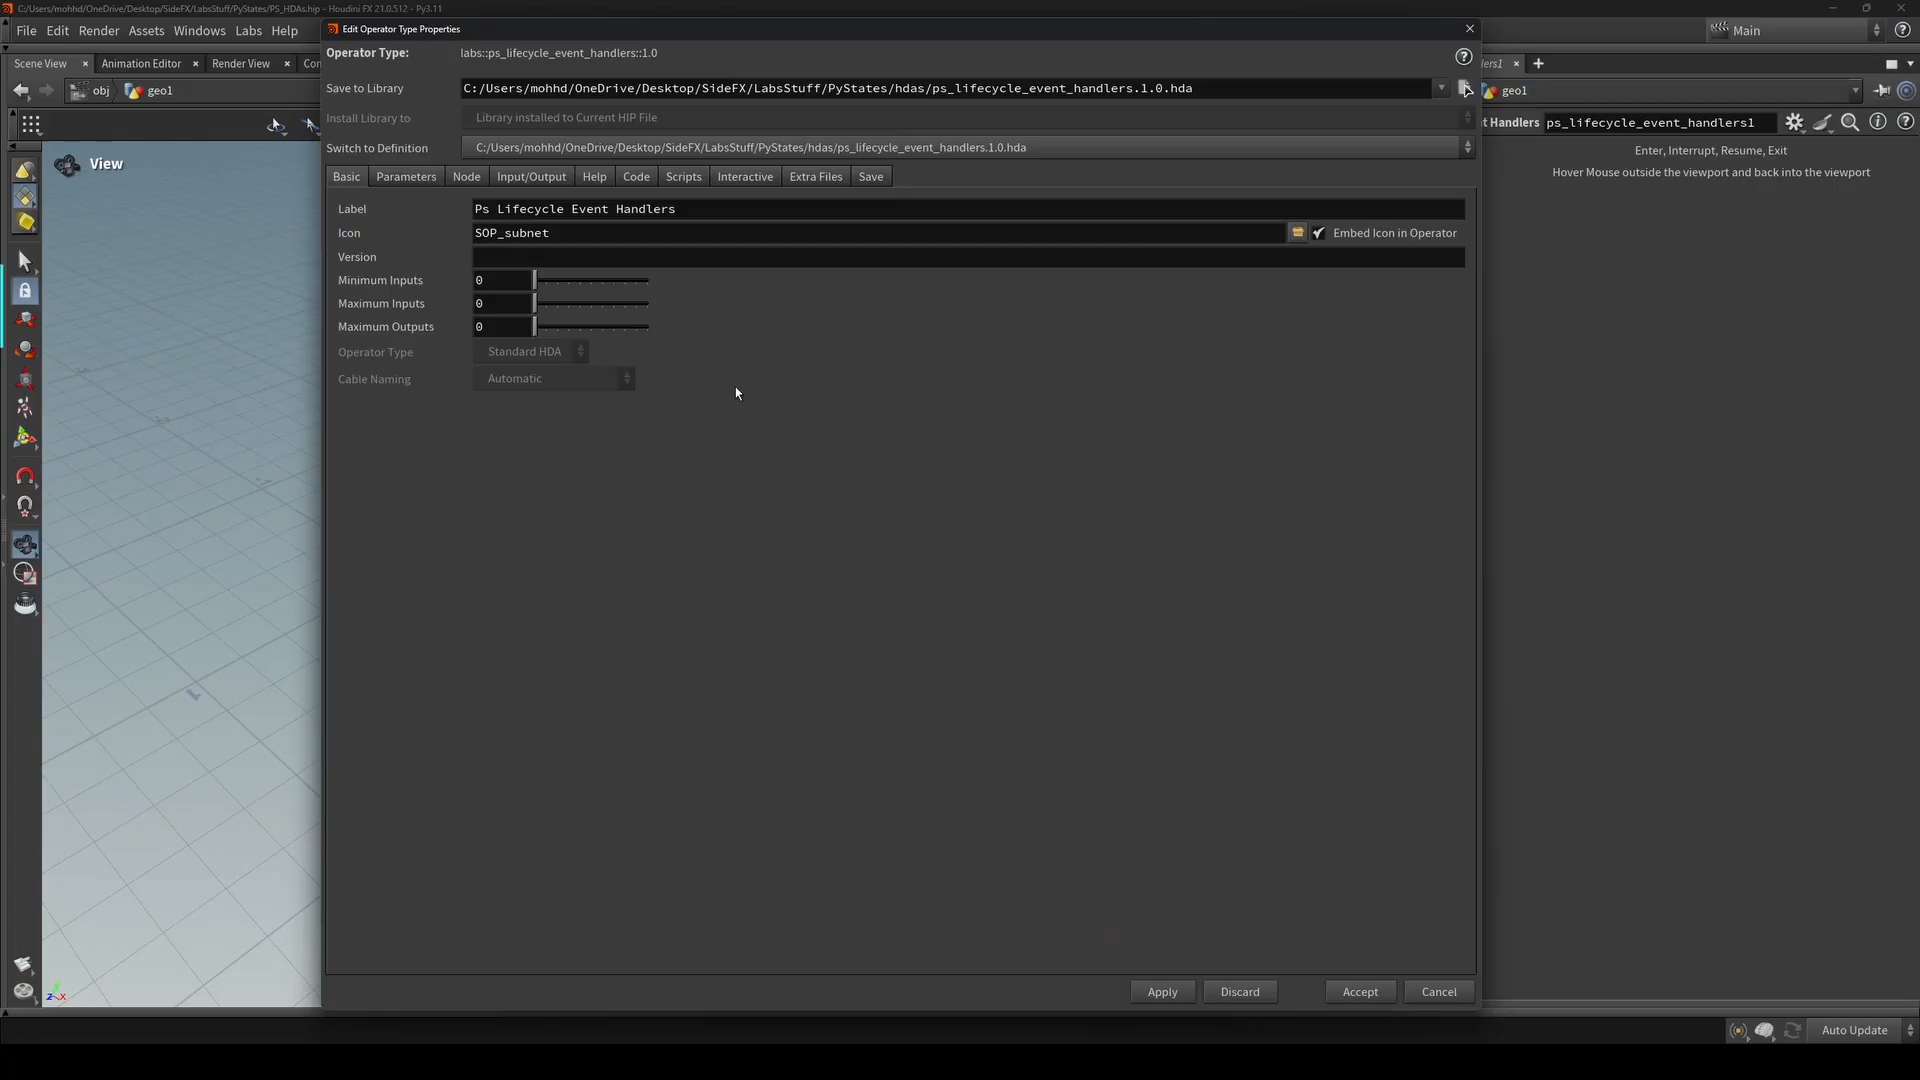 C:/Users/mohhd/OneDrive/Desktop/SideFX/LabsStuff/PyStates/PS_HDAs.hip - Houdini FX 21.0.512 - Py3.11
File Edit Render Assets Windows Labs Help
Main
Scene View Animation Editor Render View Con
obj geo1
View
Edit Operator Type Properties
Operator Type: labs::ps_lifecycle_event_handlers::1.0
Save to Library C:/Users/mohhd/OneDrive/Desktop/SideFX/LabsStuff/PyStates/hdas/ps_lifecycle_event_handlers.1.0.hda
Install Library to Library installed to Current HIP File
Switch to Definition C:/Users/mohhd/OneDrive/Desktop/SideFX/LabsStuff/PyStates/hdas/ps_lifecycle_event_handlers.1.0.hda
Basic Parameters Node Input/Output Help Code Scripts Interactive Extra Files Save
Label Ps Lifecycle Event Handlers
Icon SOP_subnet Embed Icon in Operator
Version
Minimum Inputs 0
Maximum Inputs 0
Maximum Outputs 0
Operator Type Standard HDA
Cable Naming Automatic
Apply Discard Accept Cancel
lers1
geo1
t Handlers ps_lifecycle_event_handlers1
Enter, Interrupt, Resume, Exit
Hover Mouse outside the viewport and back into the viewport
z x
Auto Update